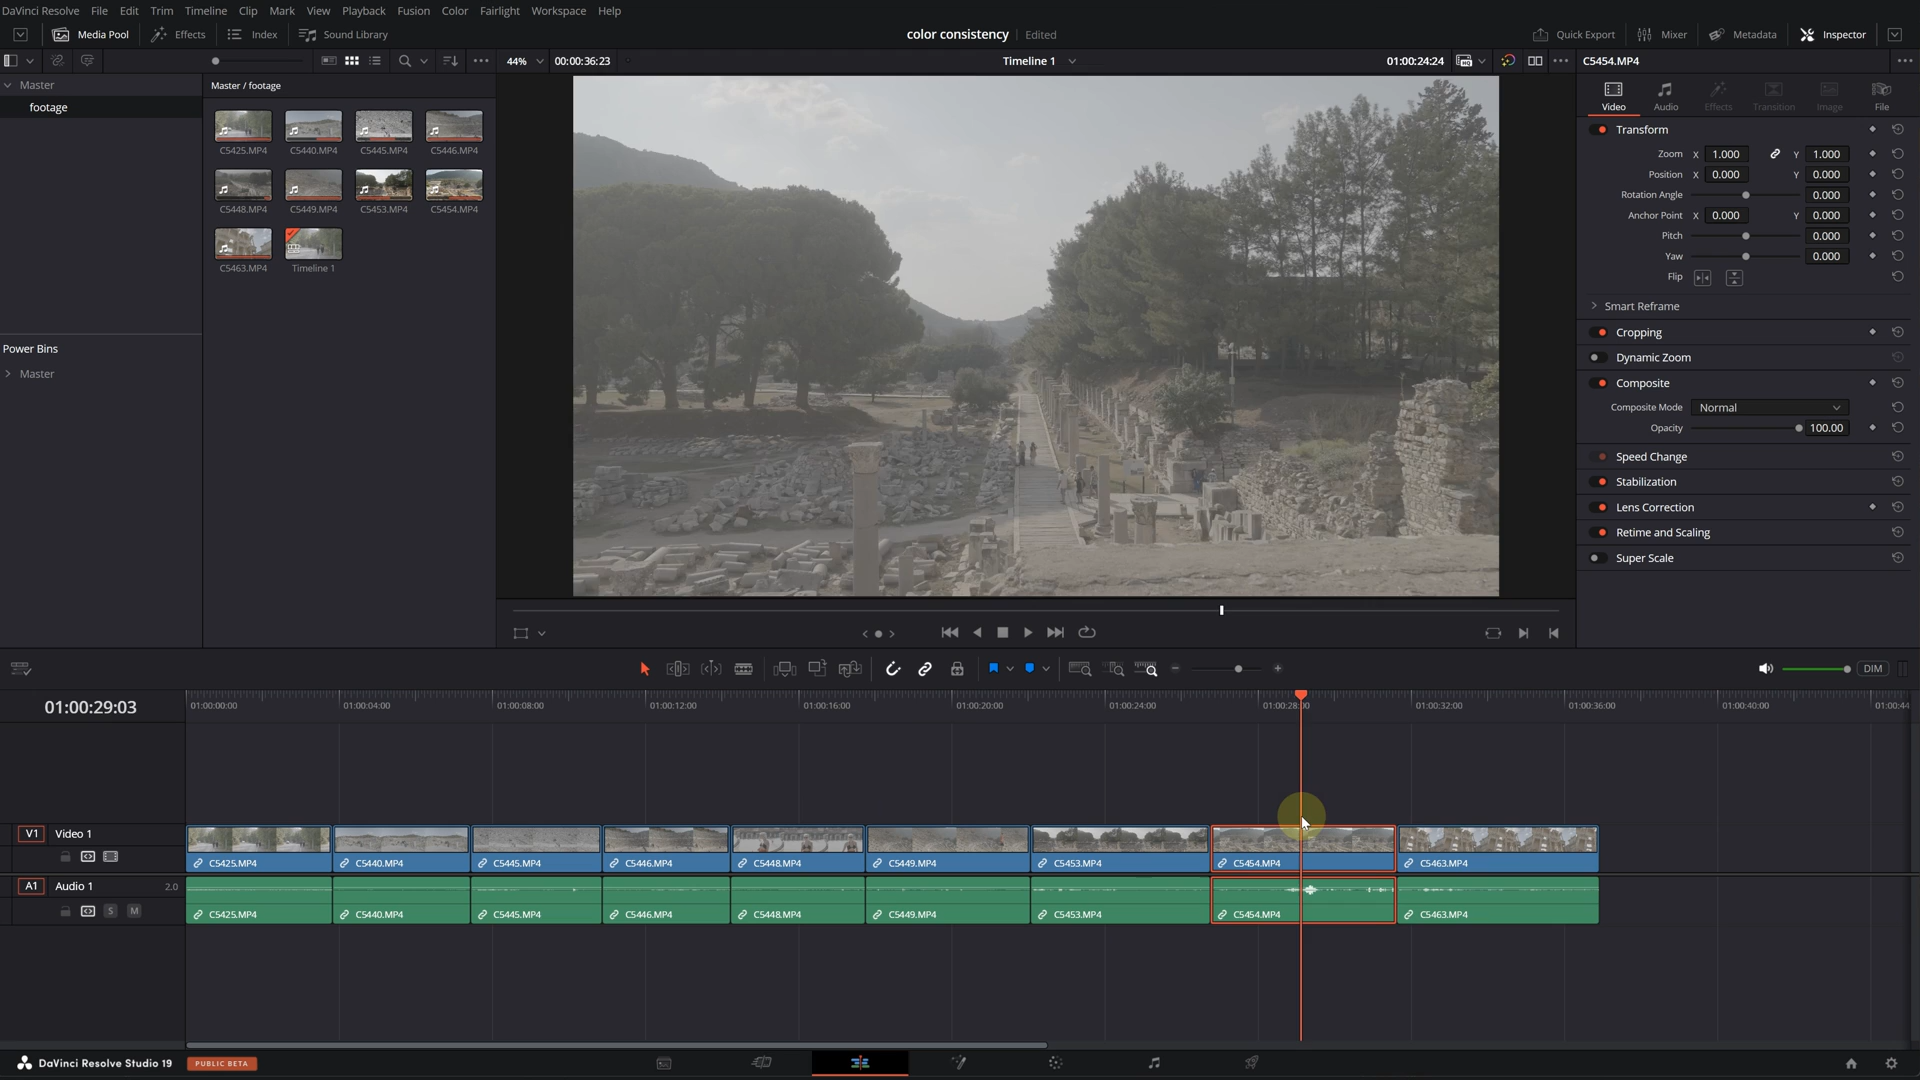 DaVinci Resolve File Edit Trim Timeline Clip Mark View Playback Fusion Color Fairlight Workspace Help
Media Pool Effects Index Sound Library color consistency Edited Quick Export Mixer Metadata Inspector
44% 00:00:36:23 Timeline 1 01:00:24:24 C5454.MP4
Master
footage
Master / footage
C5425.MP4 C5440.MP4 C5445.MP4 C5446.MP4
C5448.MP4 C5449.MP4 C5453.MP4 C5454.MP4
C5463.MP4 Timeline 1
Power Bins
Master
Video Audio Effects Transition Image File
Transform
Zoom X 1.000 Y 1.000
Position X 0.000 Y 0.000
Rotation Angle 0.000
Anchor Point X 0.000 Y 0.000
Pitch 0.000
Yaw 0.000
Flip
Smart Reframe
Cropping
Dynamic Zoom
Composite
Composite Mode Normal
Opacity 100.00
Speed Change
Stabilization
Lens Correction
Retime and Scaling
Super Scale
DIM
01:00:29:03
01:00:00:00 01:00:04:00 01:00:08:00 01:00:12:00 01:00:16:00 01:00:20:00 01:00:24:00 01:00:28:00 01:00:32:00 01:00:36:00 01:00:40:00 01:00:44
V1 Video 1
C5425.MP4 C5440.MP4 C5445.MP4 C5446.MP4 C5448.MP4 C5449.MP4 C5453.MP4 C5454.MP4 C5463.MP4
A1 Audio 1 2.0
S M
C5425.MP4 C5440.MP4 C5445.MP4 C5446.MP4 C5448.MP4 C5449.MP4 C5453.MP4 C5454.MP4 C5463.MP4
DaVinci Resolve Studio 19 PUBLIC BETA